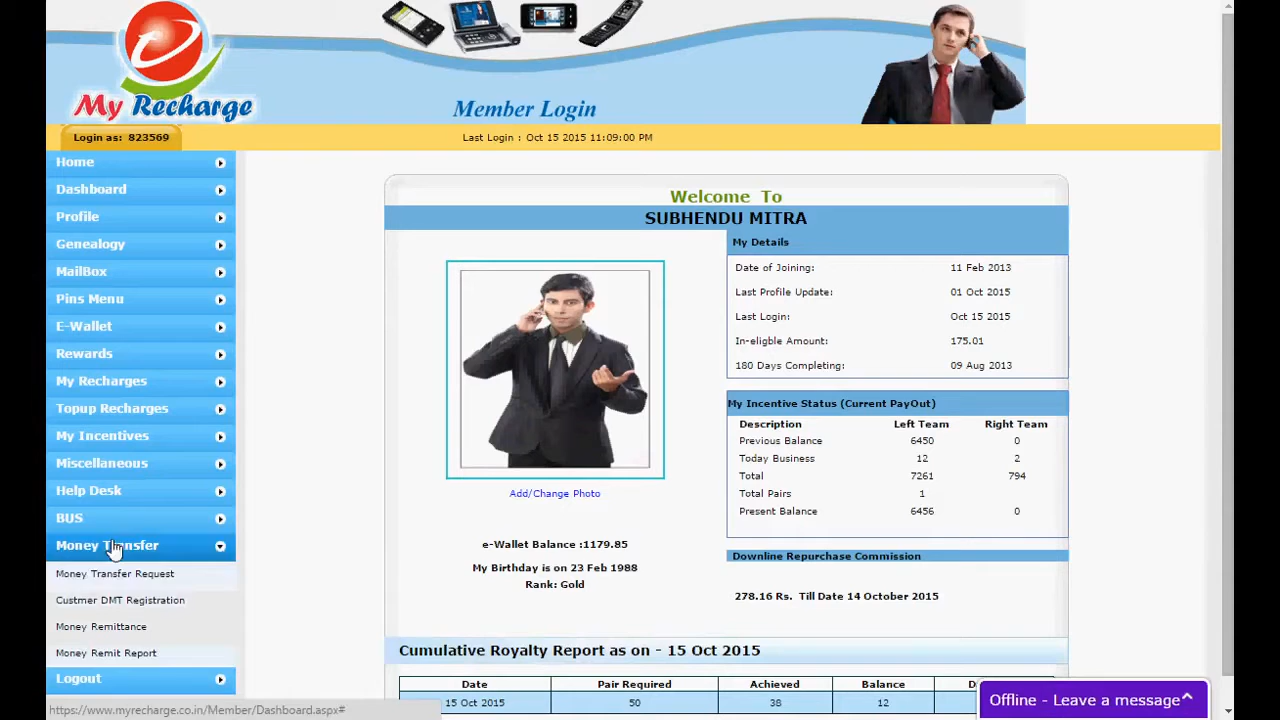 My Recharge
Member Login
Login as: 823569
Last Login : Oct 15 2015 11:09:00 PM
Home
Dashboard
Profile
Genealogy
MailBox
Pins Menu
E-Wallet
Rewards
My Recharges
Topup Recharges
My Incentives
Miscellaneous
Help Desk
BUS
Money Transfer
Money Transfer Request
Custmer DMT Registration
Money Remittance
Money Remit Report
Logout
Welcome To
SUBHENDU MITRA
Add/Change Photo
e-Wallet Balance :1179.85
My Birthday is on 23 Feb 1988
Rank: Gold
My Details
Date of Joining: 11 Feb 2013
Last Profile Update: 01 Oct 2015
Last Login: Oct 15 2015
In-eligble Amount: 175.01
180 Days Completing: 09 Aug 2013
My Incentive Status (Current PayOut)
Description Left Team Right Team
Previous Balance 6450 0
Today Business 12 2
Total 7261 794
Total Pairs 1
Present Balance 6456 0
Downline Repurchase Commission
278.16 Rs. Till Date 14 October 2015
Cumulative Royalty Report as on - 15 Oct 2015
Date Pair Required Achieved Balance
15 Oct 2015 50 38 12
Offline - Leave a message
https://www.myrecharge.co.in/Member/Dashboard.aspx#